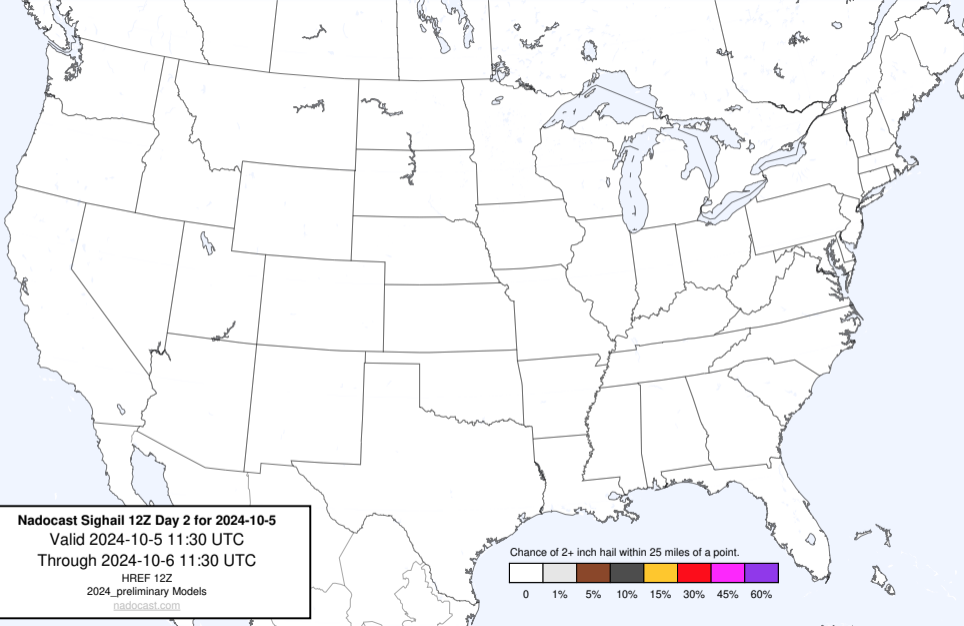 Nadocast Sighail 12Z Day 2 for 2024-10-5
Valid 2024-10-5 11:30 UTC
Through 2024-10-6 11:30 UTC
HREF 12Z
2024_preliminary Models
nadocast.com
Chance of 2+ inch hail within 25 miles of a point.
0 1% 5% 10% 15% 30% 45% 60%